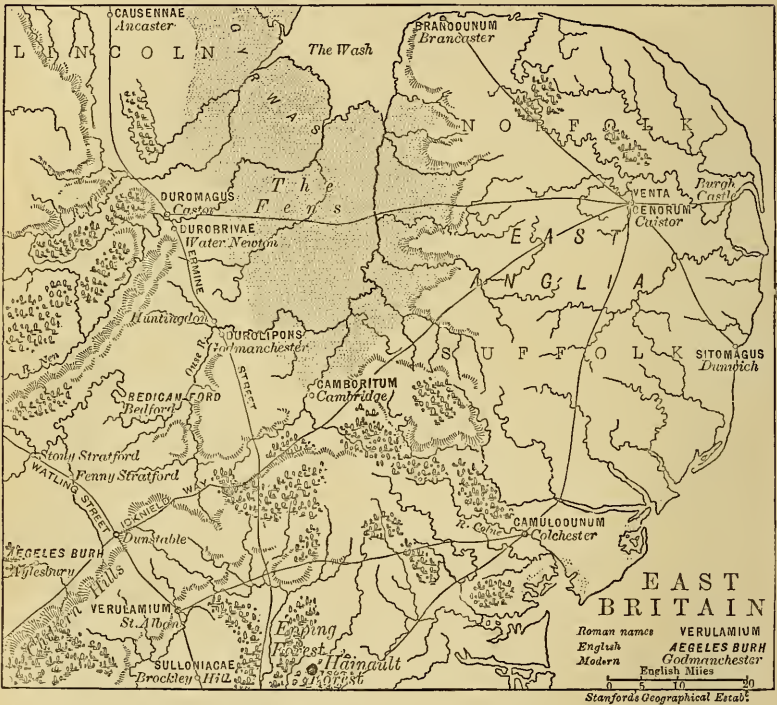 CAUSENNAE
Ancaster
LINCOLN
GYRWAS
The Wash
BRANODUNUM
Brancaster
NORFOLK
The
Fens
DUROMAGUS
Castor
DUROBRIVAE
Water Newton
VENTA
ICENORUM
Caistor
Burgh
Castle
EAST
ANGLIA
ERMINE
STREET
Huntingdon
DUROLIPONS
Godmanchester
Ouse R.
R. Nen
SUFFOLK
SITOMAGUS
Dunwich
CAMBORITUM
Cambridge
BEDICAN FORD
Bedford
Stony Stratford
Fenny Stratford
WATLING STREET
ICKNIELD WAY
Dunstable
R. Colne
CAMULODUNUM
Colchester
AEGELES BURH
Aylesbury
Chiltern Hills
VERULAMIUM
St. Alban
Epping
Forest
Hainault
Forest
SULLONIACAE
Brockley Hill
EAST
BRITAIN
Roman names VERULAMIUM
English AEGELES BURH
Modern Godmanchester
English Miles
0 5 10 20
Stanford's Geographical Estabt.